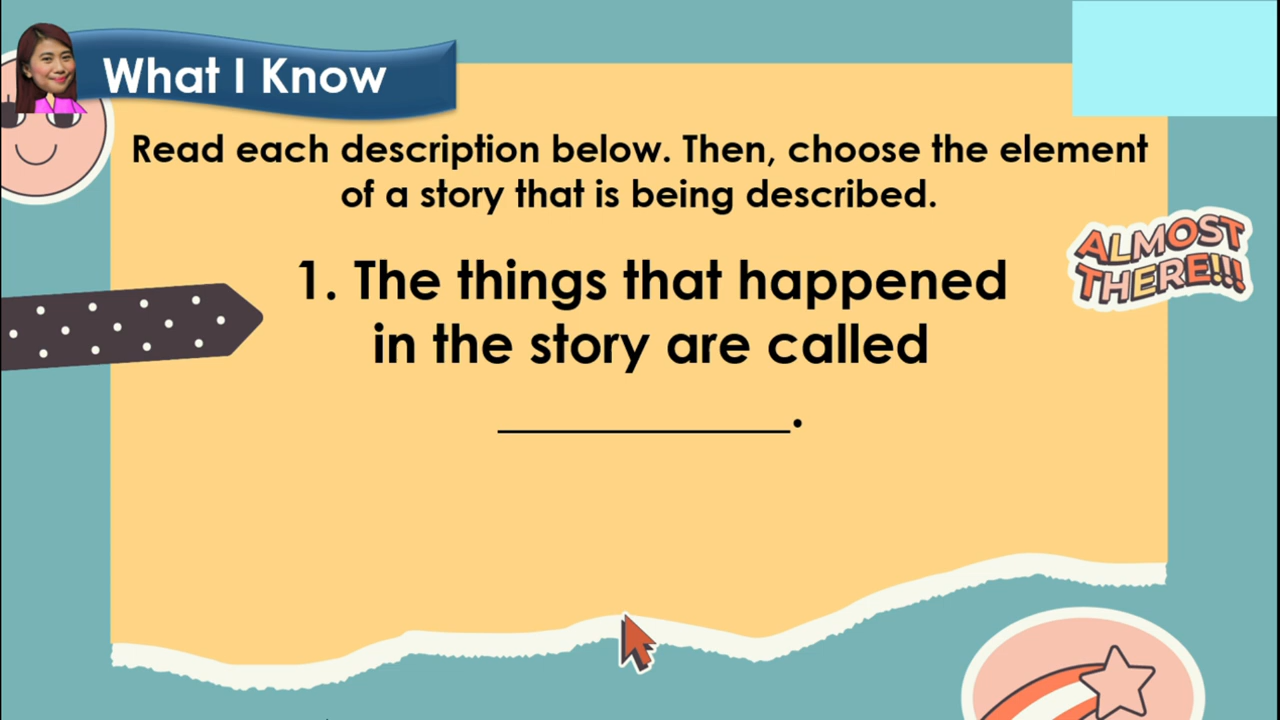 What I Know
Read each description below. Then, choose the element
of a story that is being described.
ALMOST
THERE!!!
1. The things that happened
in the story are called
____________.